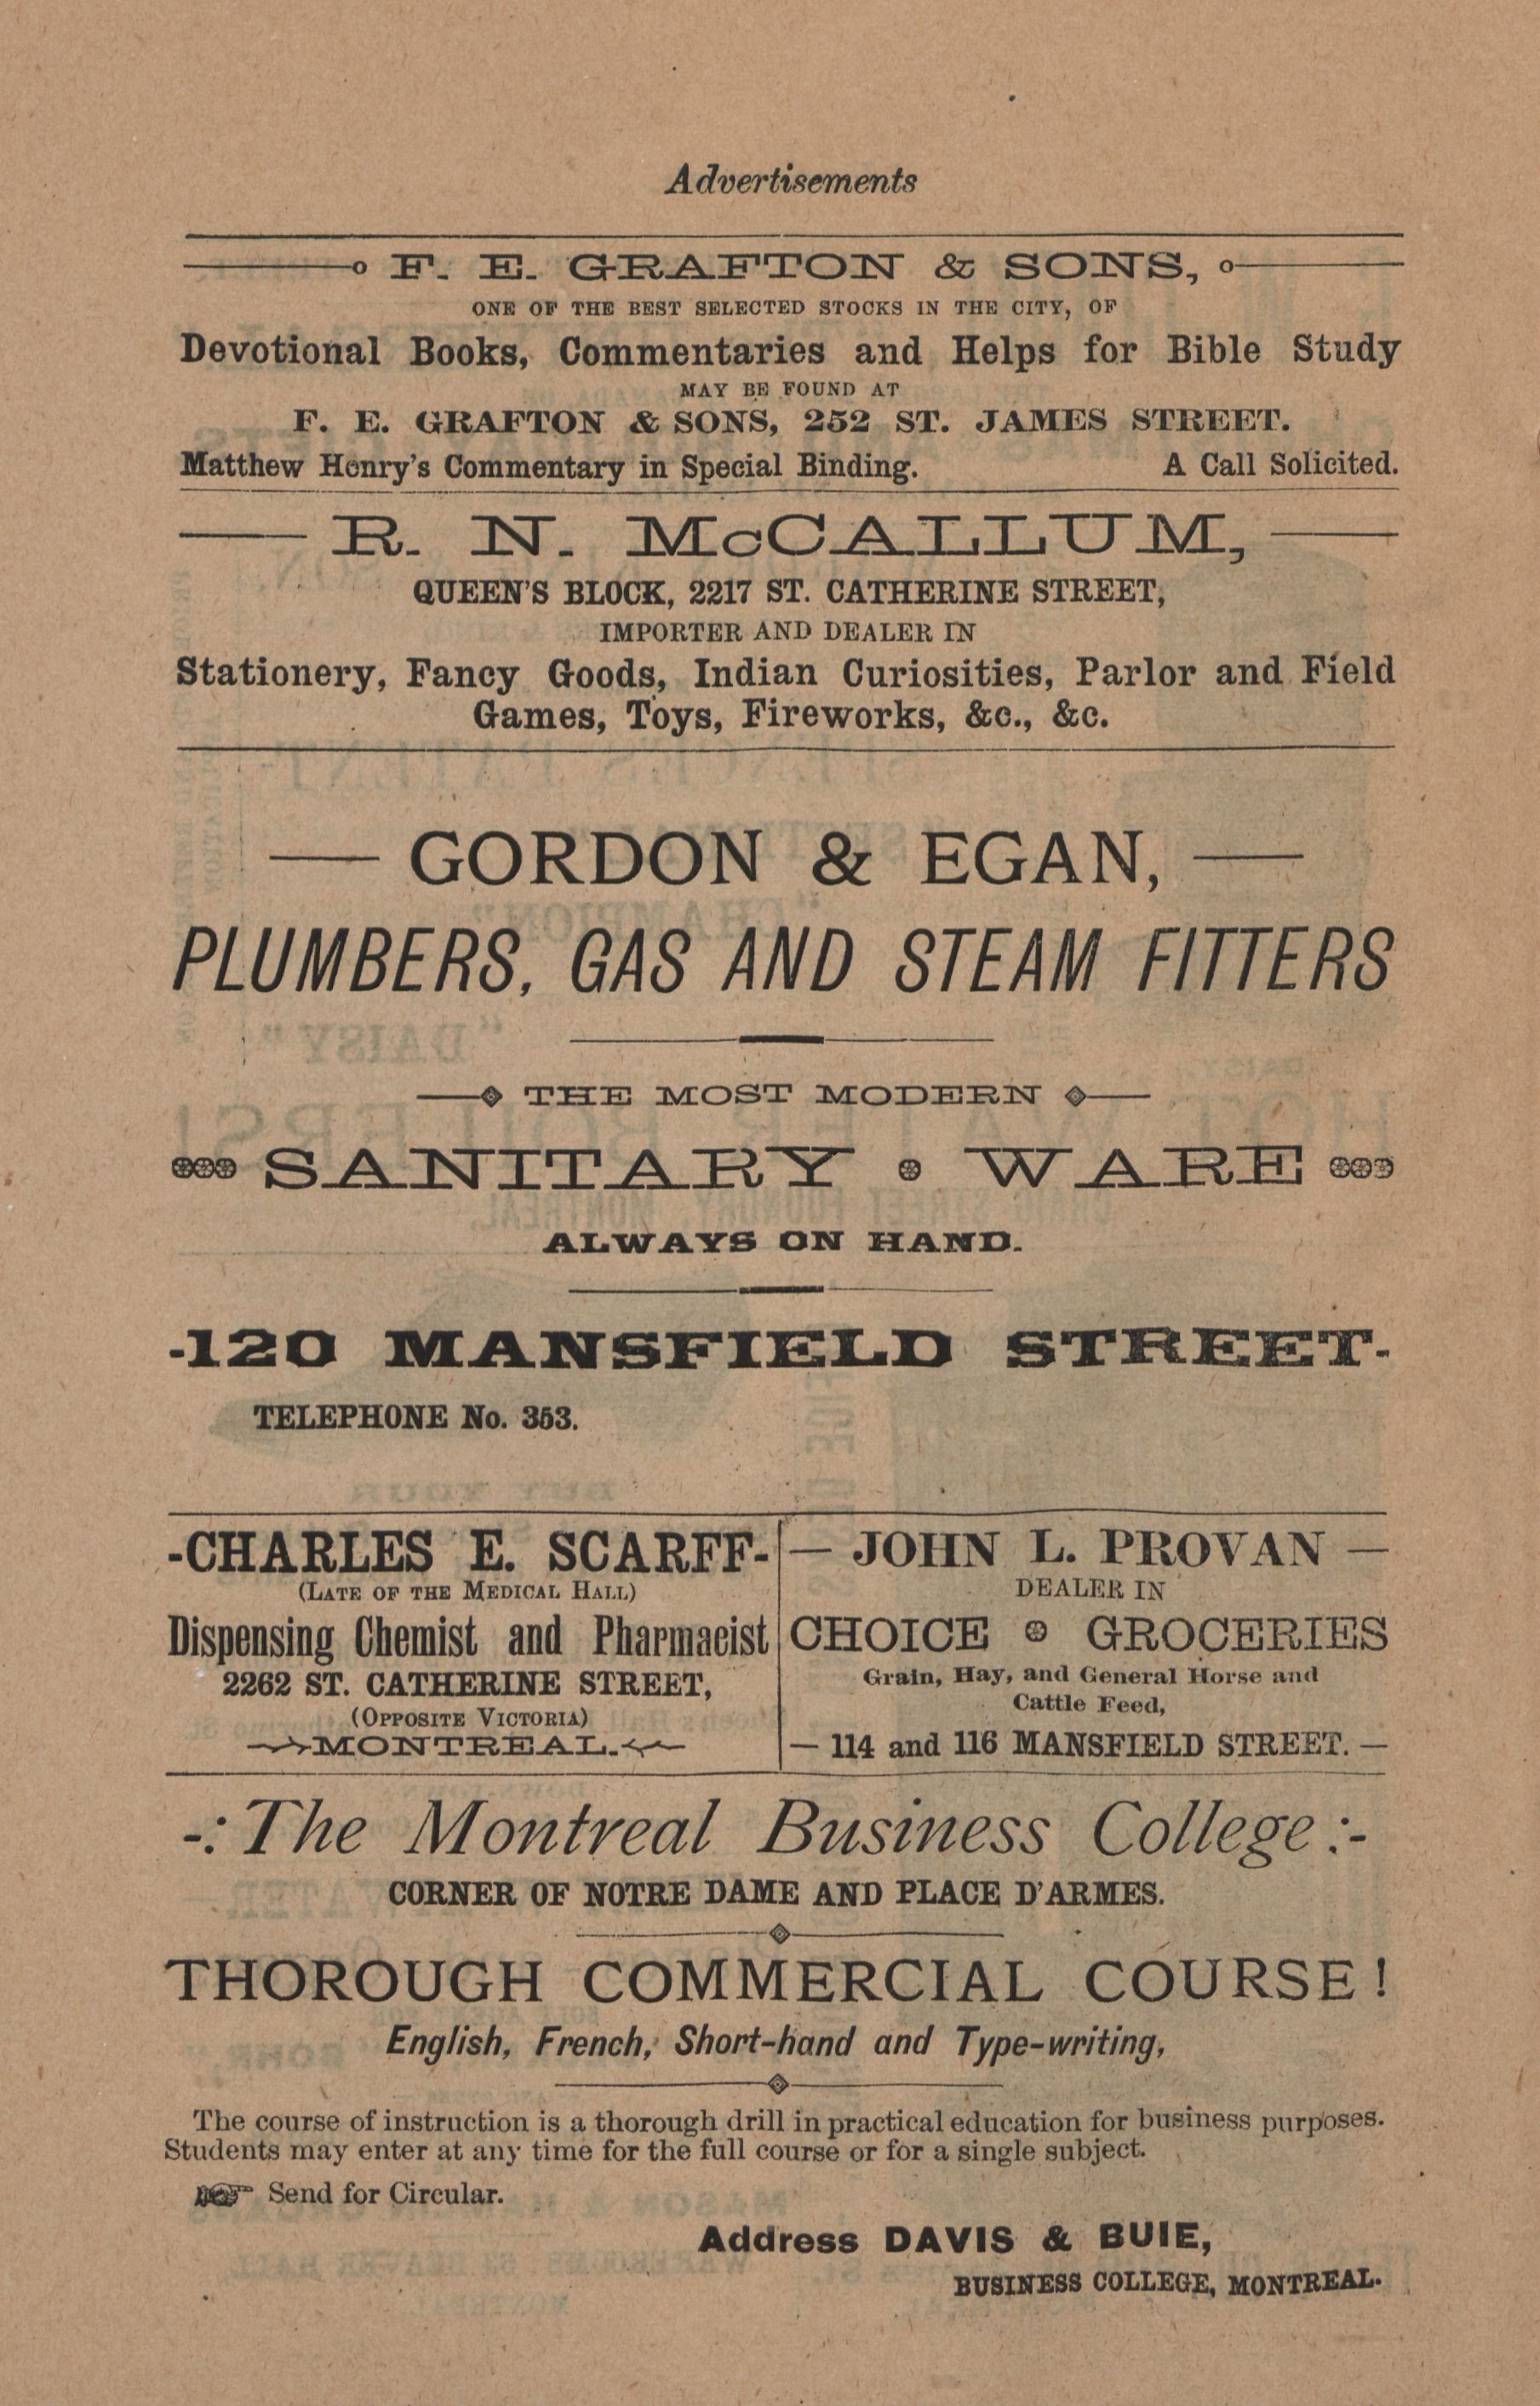 Advertisements
F. E. GRAFTON & SONS,
ONE OF THE BEST SELECTED STOCKS IN THE CITY, OF
Devotional Books, Commentaries and Helps for Bible Study
MAY BE FOUND AT
F. E. GRAFTON & SONS, 252 ST. JAMES STREET.
Matthew Henry's Commentary in Special Binding. A Call Solicited.
— R. N. McCALLUM, —
QUEEN'S BLOCK, 2217 ST. CATHERINE STREET,
IMPORTER AND DEALER IN
Stationery, Fancy Goods, Indian Curiosities, Parlor and Field
Games, Toys, Fireworks, &c., &c.
— GORDON & EGAN, —
PLUMBERS, GAS AND STEAM FITTERS
THE MOST MODERN
SANITARY WARE
ALWAYS ON HAND.
-120 MANSFIELD STREET-
TELEPHONE No. 353.
-CHARLES E. SCARFF-
(LATE OF THE MEDICAL HALL)
Dispensing Chemist and Pharmacist
2262 ST. CATHERINE STREET,
(OPPOSITE VICTORIA)
MONTREAL.
— JOHN L. PROVAN —
DEALER IN
CHOICE GROCERIES
Grain, Hay, and General Horse and
Cattle Feed,
— 114 and 116 MANSFIELD STREET. —
-:The Montreal Business College:-
CORNER OF NOTRE DAME AND PLACE D'ARMES.
THOROUGH COMMERCIAL COURSE!
English, French, Short-hand and Type-writing,
The course of instruction is a thorough drill in practical education for business purposes.
Students may enter at any time for the full course or for a single subject.
☞ Send for Circular.
Address DAVIS & BUIE,
BUSINESS COLLEGE, MONTREAL.